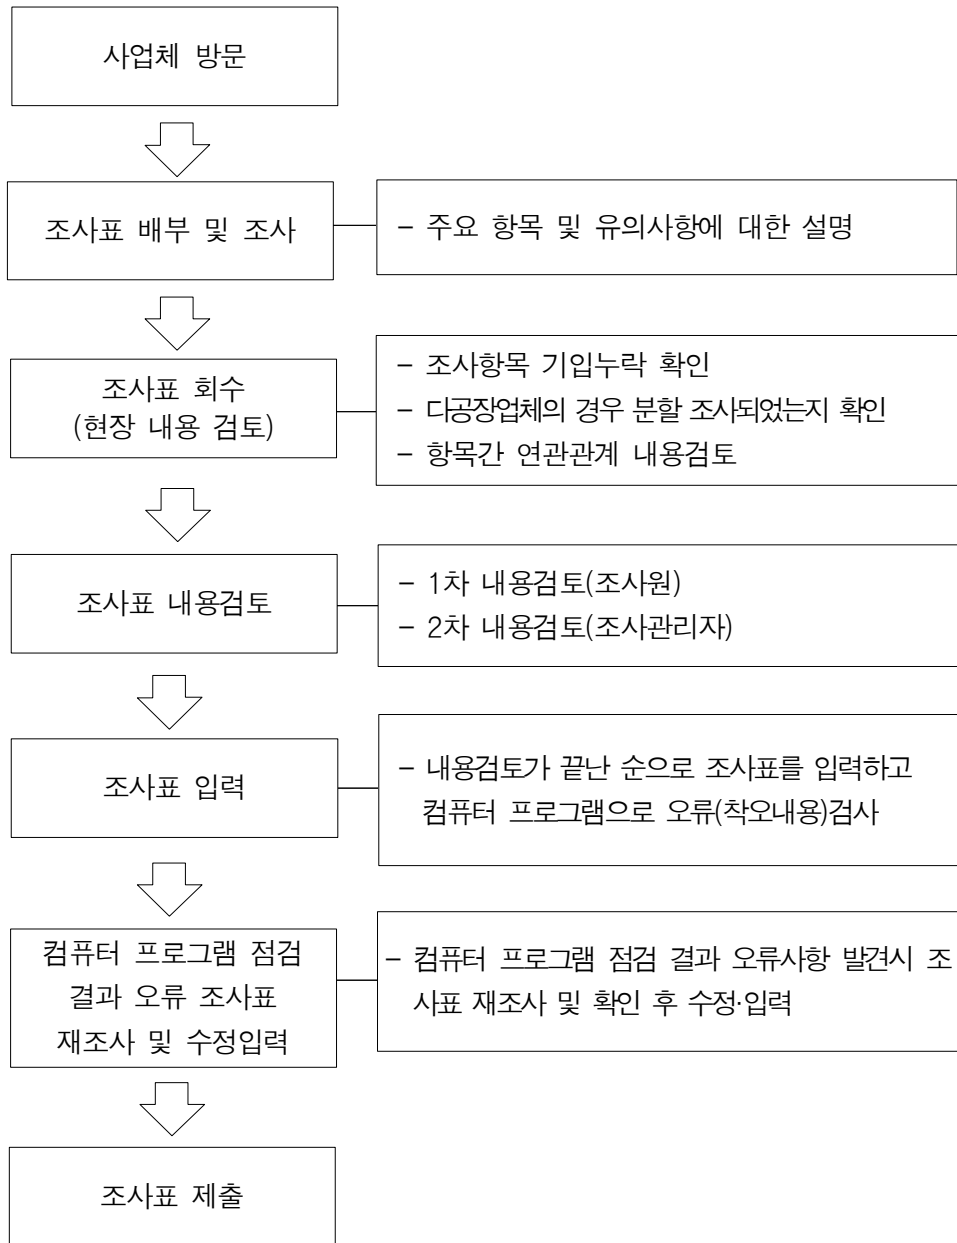 사업체 방문
조사표 배부 및 조사
– 주요 항목 및 유의사항에 대한 설명
조사표 회수
(현장 내용 검토)
– 조사항목 기입누락 확인
– 다공장업체의 경우 분할 조사되었는지 확인
– 항목간 연관관계 내용검토
조사표 내용검토
– 1차 내용검토(조사원)
– 2차 내용검토(조사관리자)
조사표 입력
– 내용검토가 끝난 순으로 조사표를 입력하고
컴퓨터 프로그램으로 오류(착오내용)검사
컴퓨터 프로그램 점검
결과 오류 조사표
재조사 및 수정입력
– 컴퓨터 프로그램 점검 결과 오류사항 발견시 조
사표 재조사 및 확인 후 수정·입력
조사표 제출